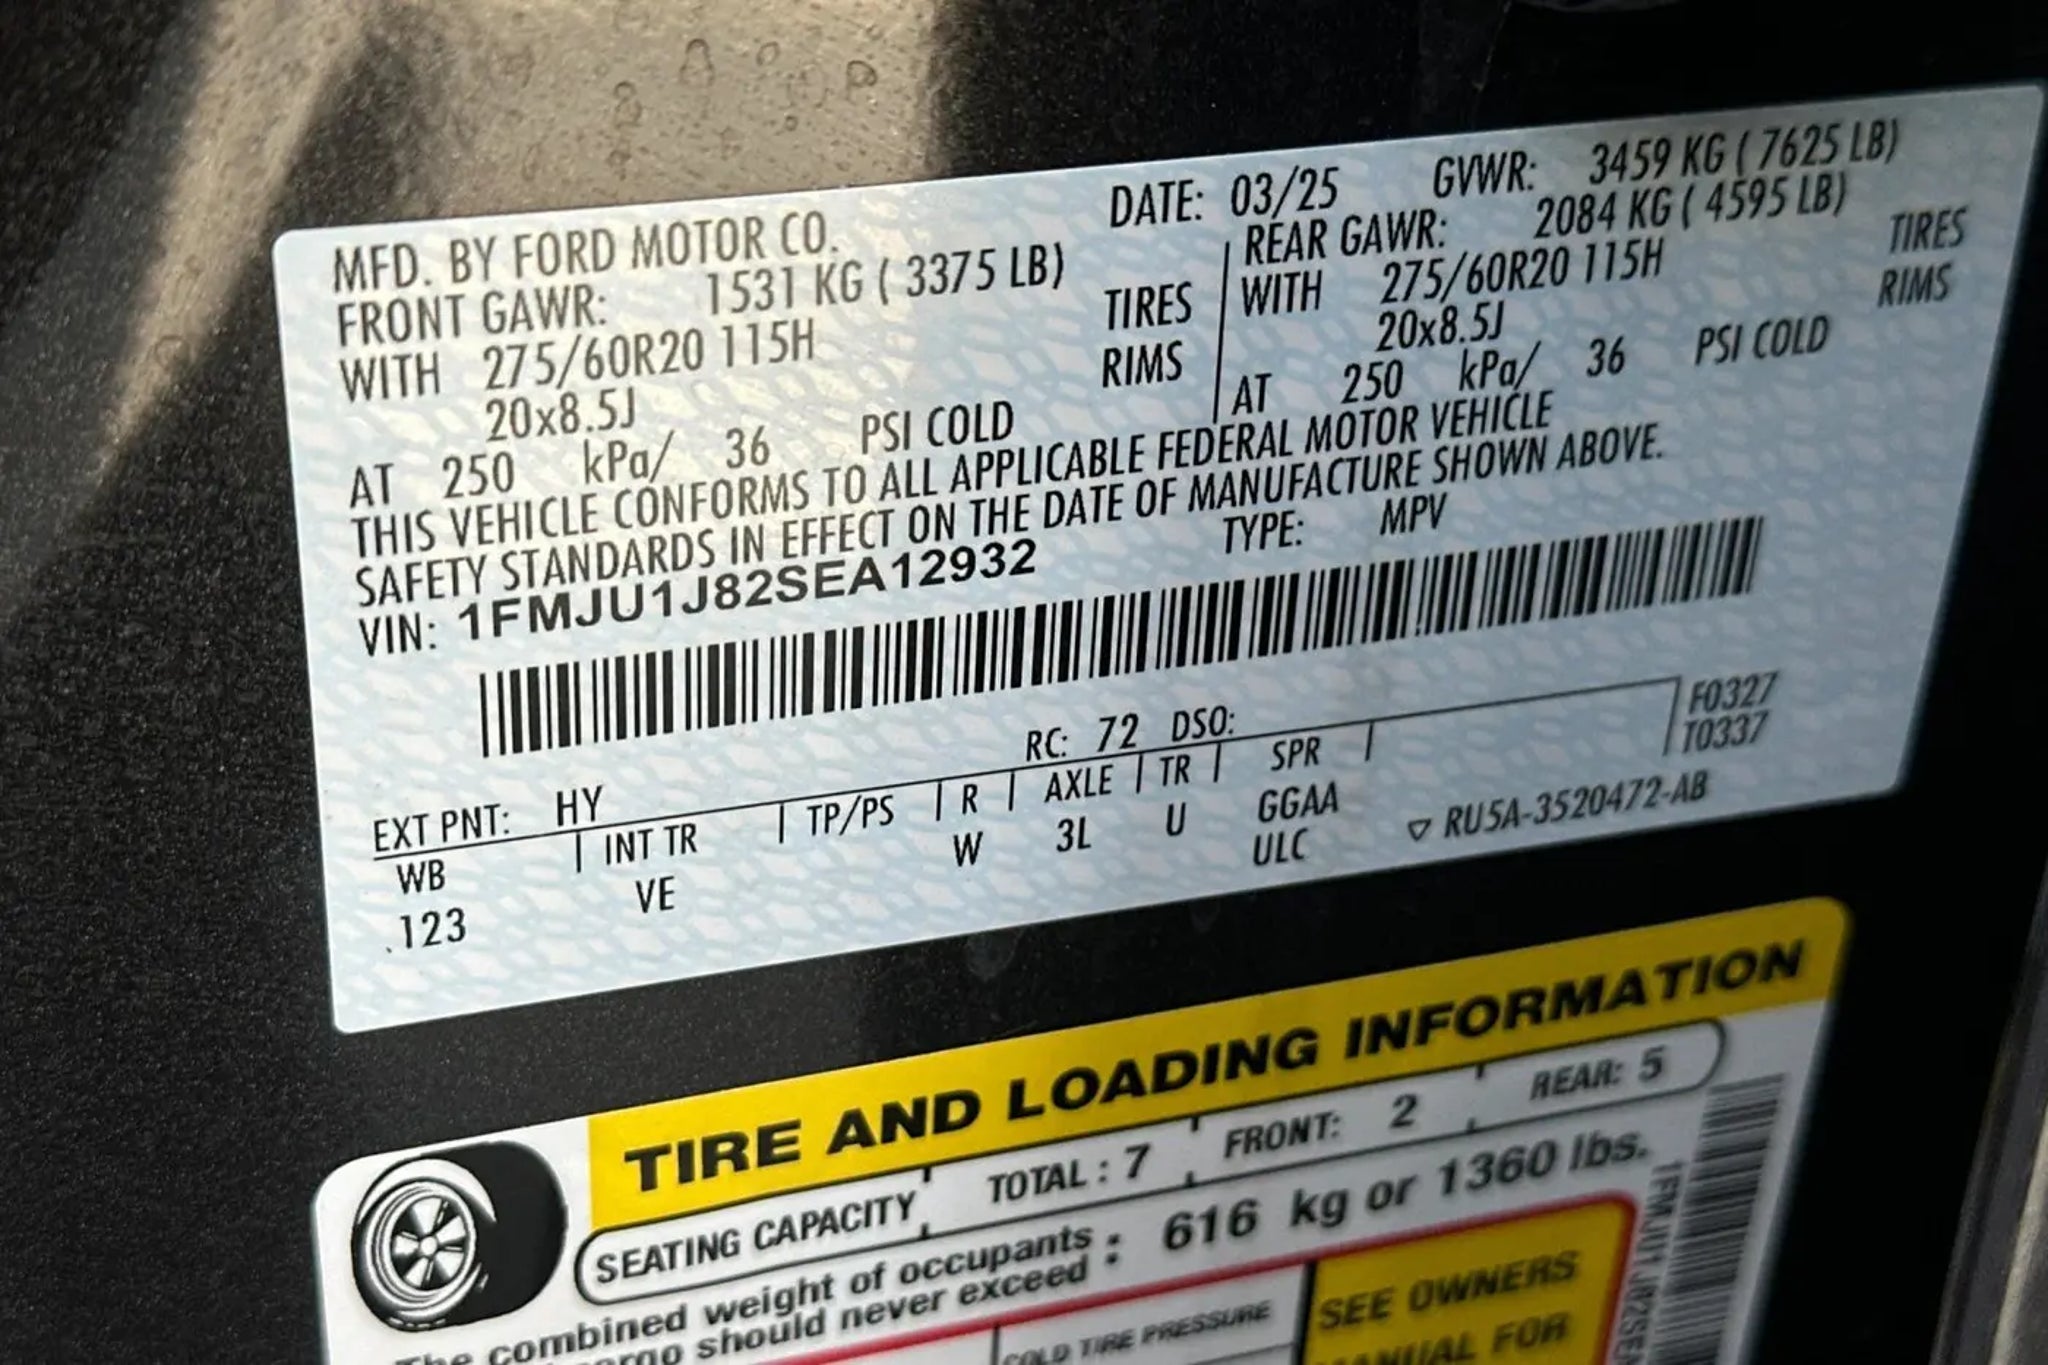 MFD. BY FORD MOTOR CO. DATE: 03/25 GVWR: 3459 KG ( 7625 LB)
FRONT GAWR: 1531 KG ( 3375 LB) REAR GAWR: 2084 KG ( 4595 LB)
WITH 275/60R20 115H TIRES WITH 275/60R20 115H TIRES
20x8.5J RIMS 20x8.5J RIMS
AT 250 kPa/ 36 PSI COLD AT 250 kPa/ 36 PSI COLD
THIS VEHICLE CONFORMS TO ALL APPLICABLE FEDERAL MOTOR VEHICLE
SAFETY STANDARDS IN EFFECT ON THE DATE OF MANUFACTURE SHOWN ABOVE.
VIN: 1FMJU1J82SEA12932 TYPE: MPV
F0327
EXT PNT: HY RC: 72 DSO: T0337
WB INT TR TP/PS R AXLE TR SPR
123 VE W 3L U GGAA
ULC RU5A-3520472-AB
TIRE AND LOADING INFORMATION
SEATING CAPACITY TOTAL : 7 FRONT: 2 REAR: 5
The combined weight of occupants : 616 kg or 1360 lbs.
cargo should never exceed
COLD TIRE PRESSURE SEE OWNERS
MANUAL FOR
1FMJU1J82SEA